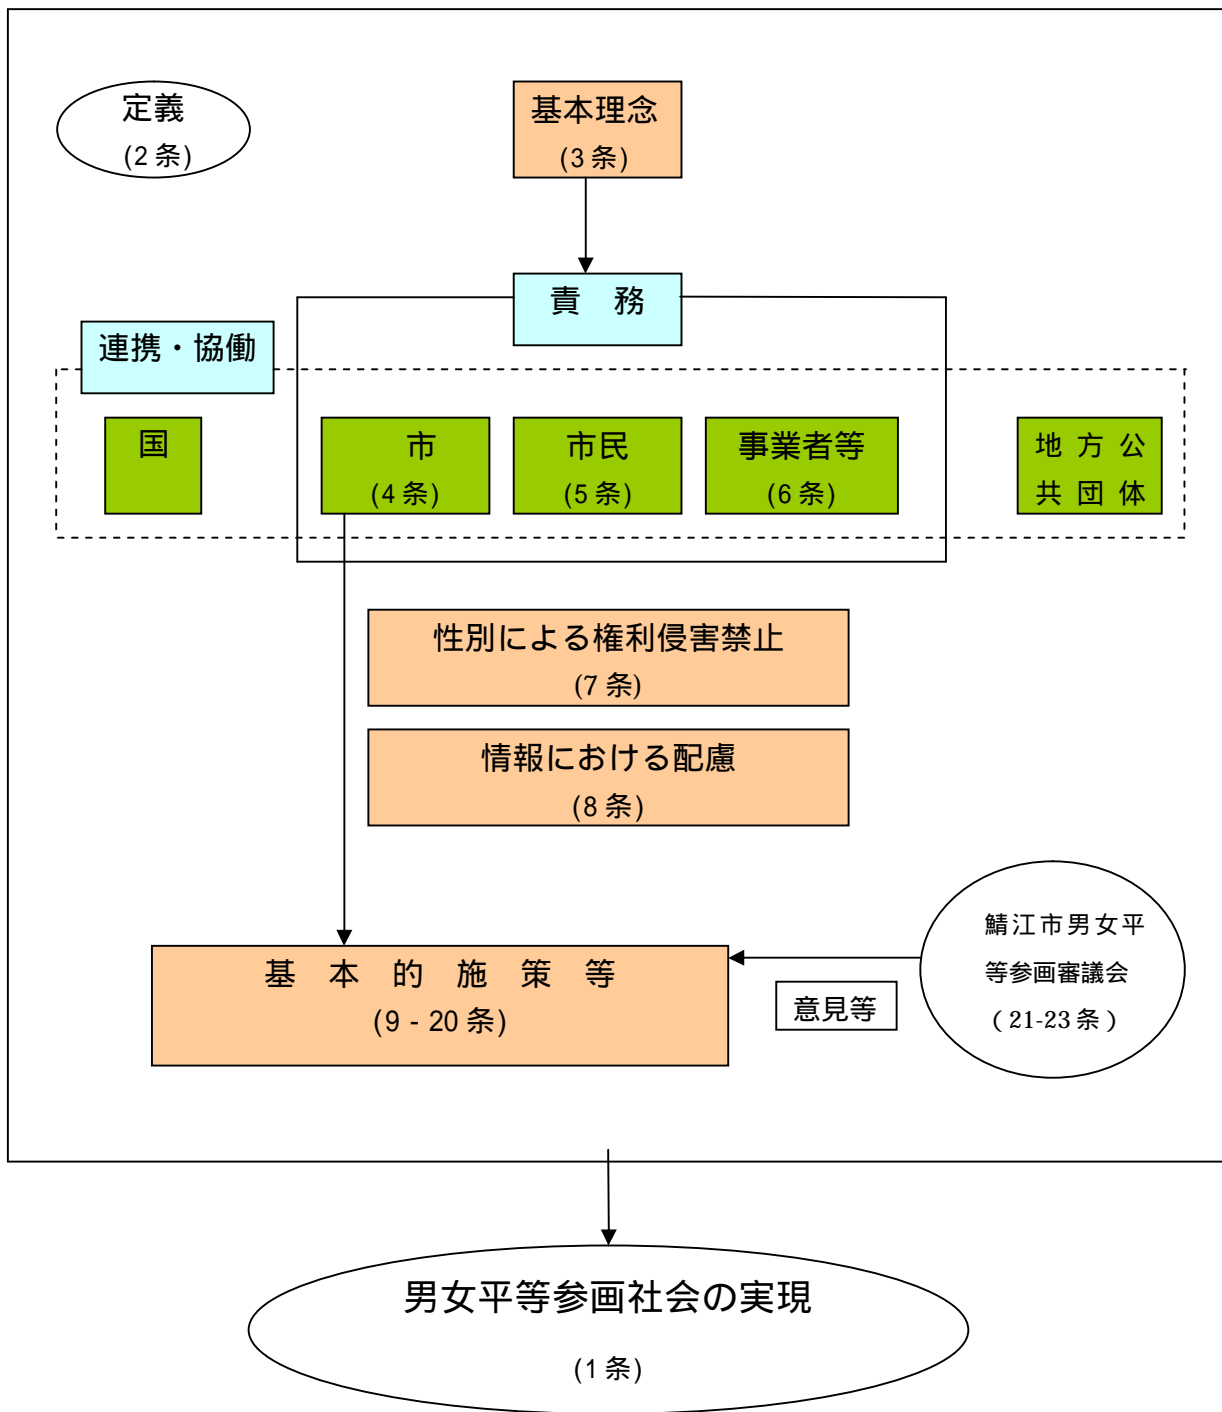 定義
(2 条)
基本理念
(3 条)
責　務
連携・協働
国
市
(4 条)
市民
(5 条)
事業者等
(6 条)
地 方 公
共 団 体
性別による権利侵害禁止
(7 条)
情報における配慮
(8 条)
基　本　的　施　策　等
(9 - 20 条)
意見等
鯖江市男女平
等参画審議会
（21-23 条）
男女平等参画社会の実現
(1 条)